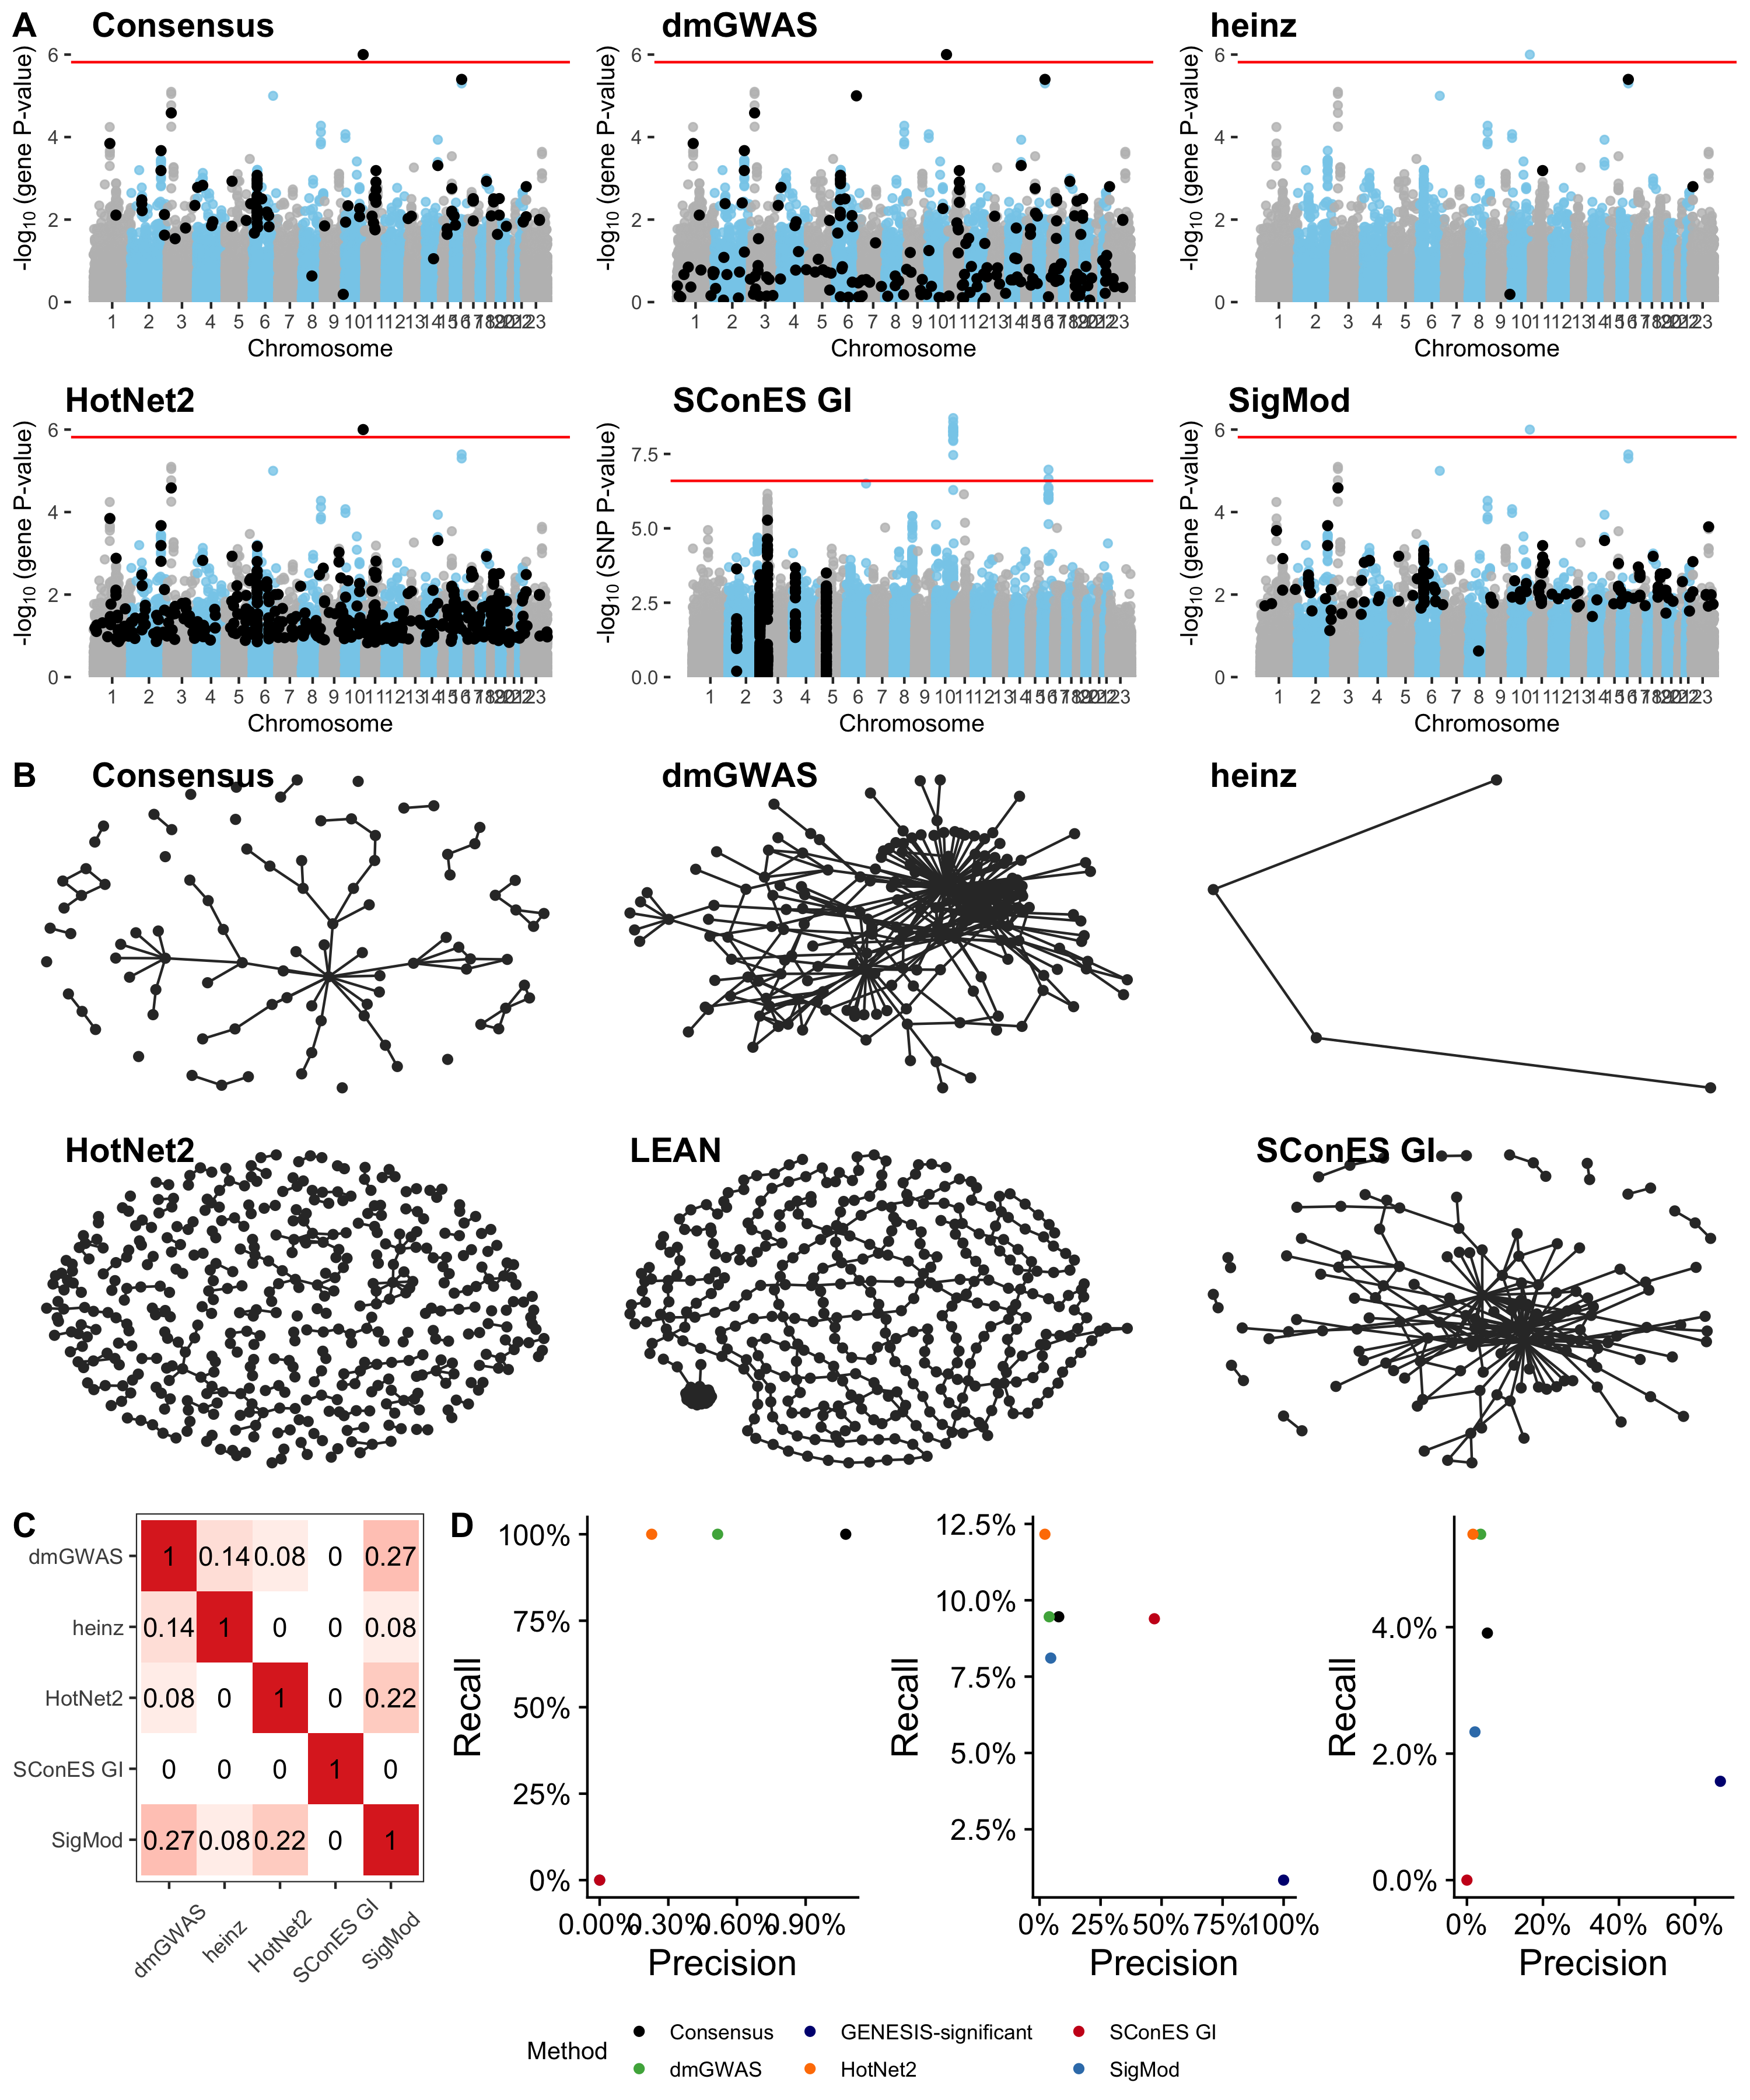 A
Consensus
dmGWAS
heinz
-log10 (gene P-value)
6
4
2
0
1 2 3 4 5 6 7 8 9 10 11 12 13 14 15 16 17 18 19 20 21 22 23
Chromosome
-log10 (gene P-value)
6
4
2
0
1 2 3 4 5 6 7 8 9 10 11 12 13 14 15 16 17 18 19 20 21 22 23
Chromosome
-log10 (gene P-value)
6
4
2
0
1 2 3 4 5 6 7 8 9 10 11 12 13 14 15 16 17 18 19 20 21 22 23
Chromosome
HotNet2
SConES GI
SigMod
-log10 (gene P-value)
6
4
2
0
1 2 3 4 5 6 7 8 9 10 11 12 13 14 15 16 17 18 19 20 21 22 23
Chromosome
-log10 (SNP P-value)
7.5
5.0
2.5
0.0
1 2 3 4 5 6 7 8 9 10 11 12 13 14 15 16 17 18 19 20 21 22 23
Chromosome
-log10 (gene P-value)
6
4
2
0
1 2 3 4 5 6 7 8 9 10 11 12 13 14 15 16 17 18 19 20 21 22 23
Chromosome
B
Consensus
dmGWAS
heinz
HotNet2
LEAN
SConES GI
C
dmGWAS 1 0.14 0.08 0 0.27
heinz 0.14 1 0 0 0.08
HotNet2 0.08 0 1 0 0.22
SConES GI 0 0 0 1 0
SigMod 0.27 0.08 0.22 0 1
dmGWAS heinz HotNet2 SConES GI SigMod
D
Recall
100%
75%
50%
25%
0%
0.00% 0.30% 0.60% 0.90%
Precision
Recall
12.5%
10.0%
7.5%
5.0%
2.5%
0% 25% 50% 75% 100%
Precision
Recall
4.0%
2.0%
0.0%
0% 20% 40% 60%
Precision
Method
Consensus
GENESIS-significant
SConES GI
dmGWAS
HotNet2
SigMod